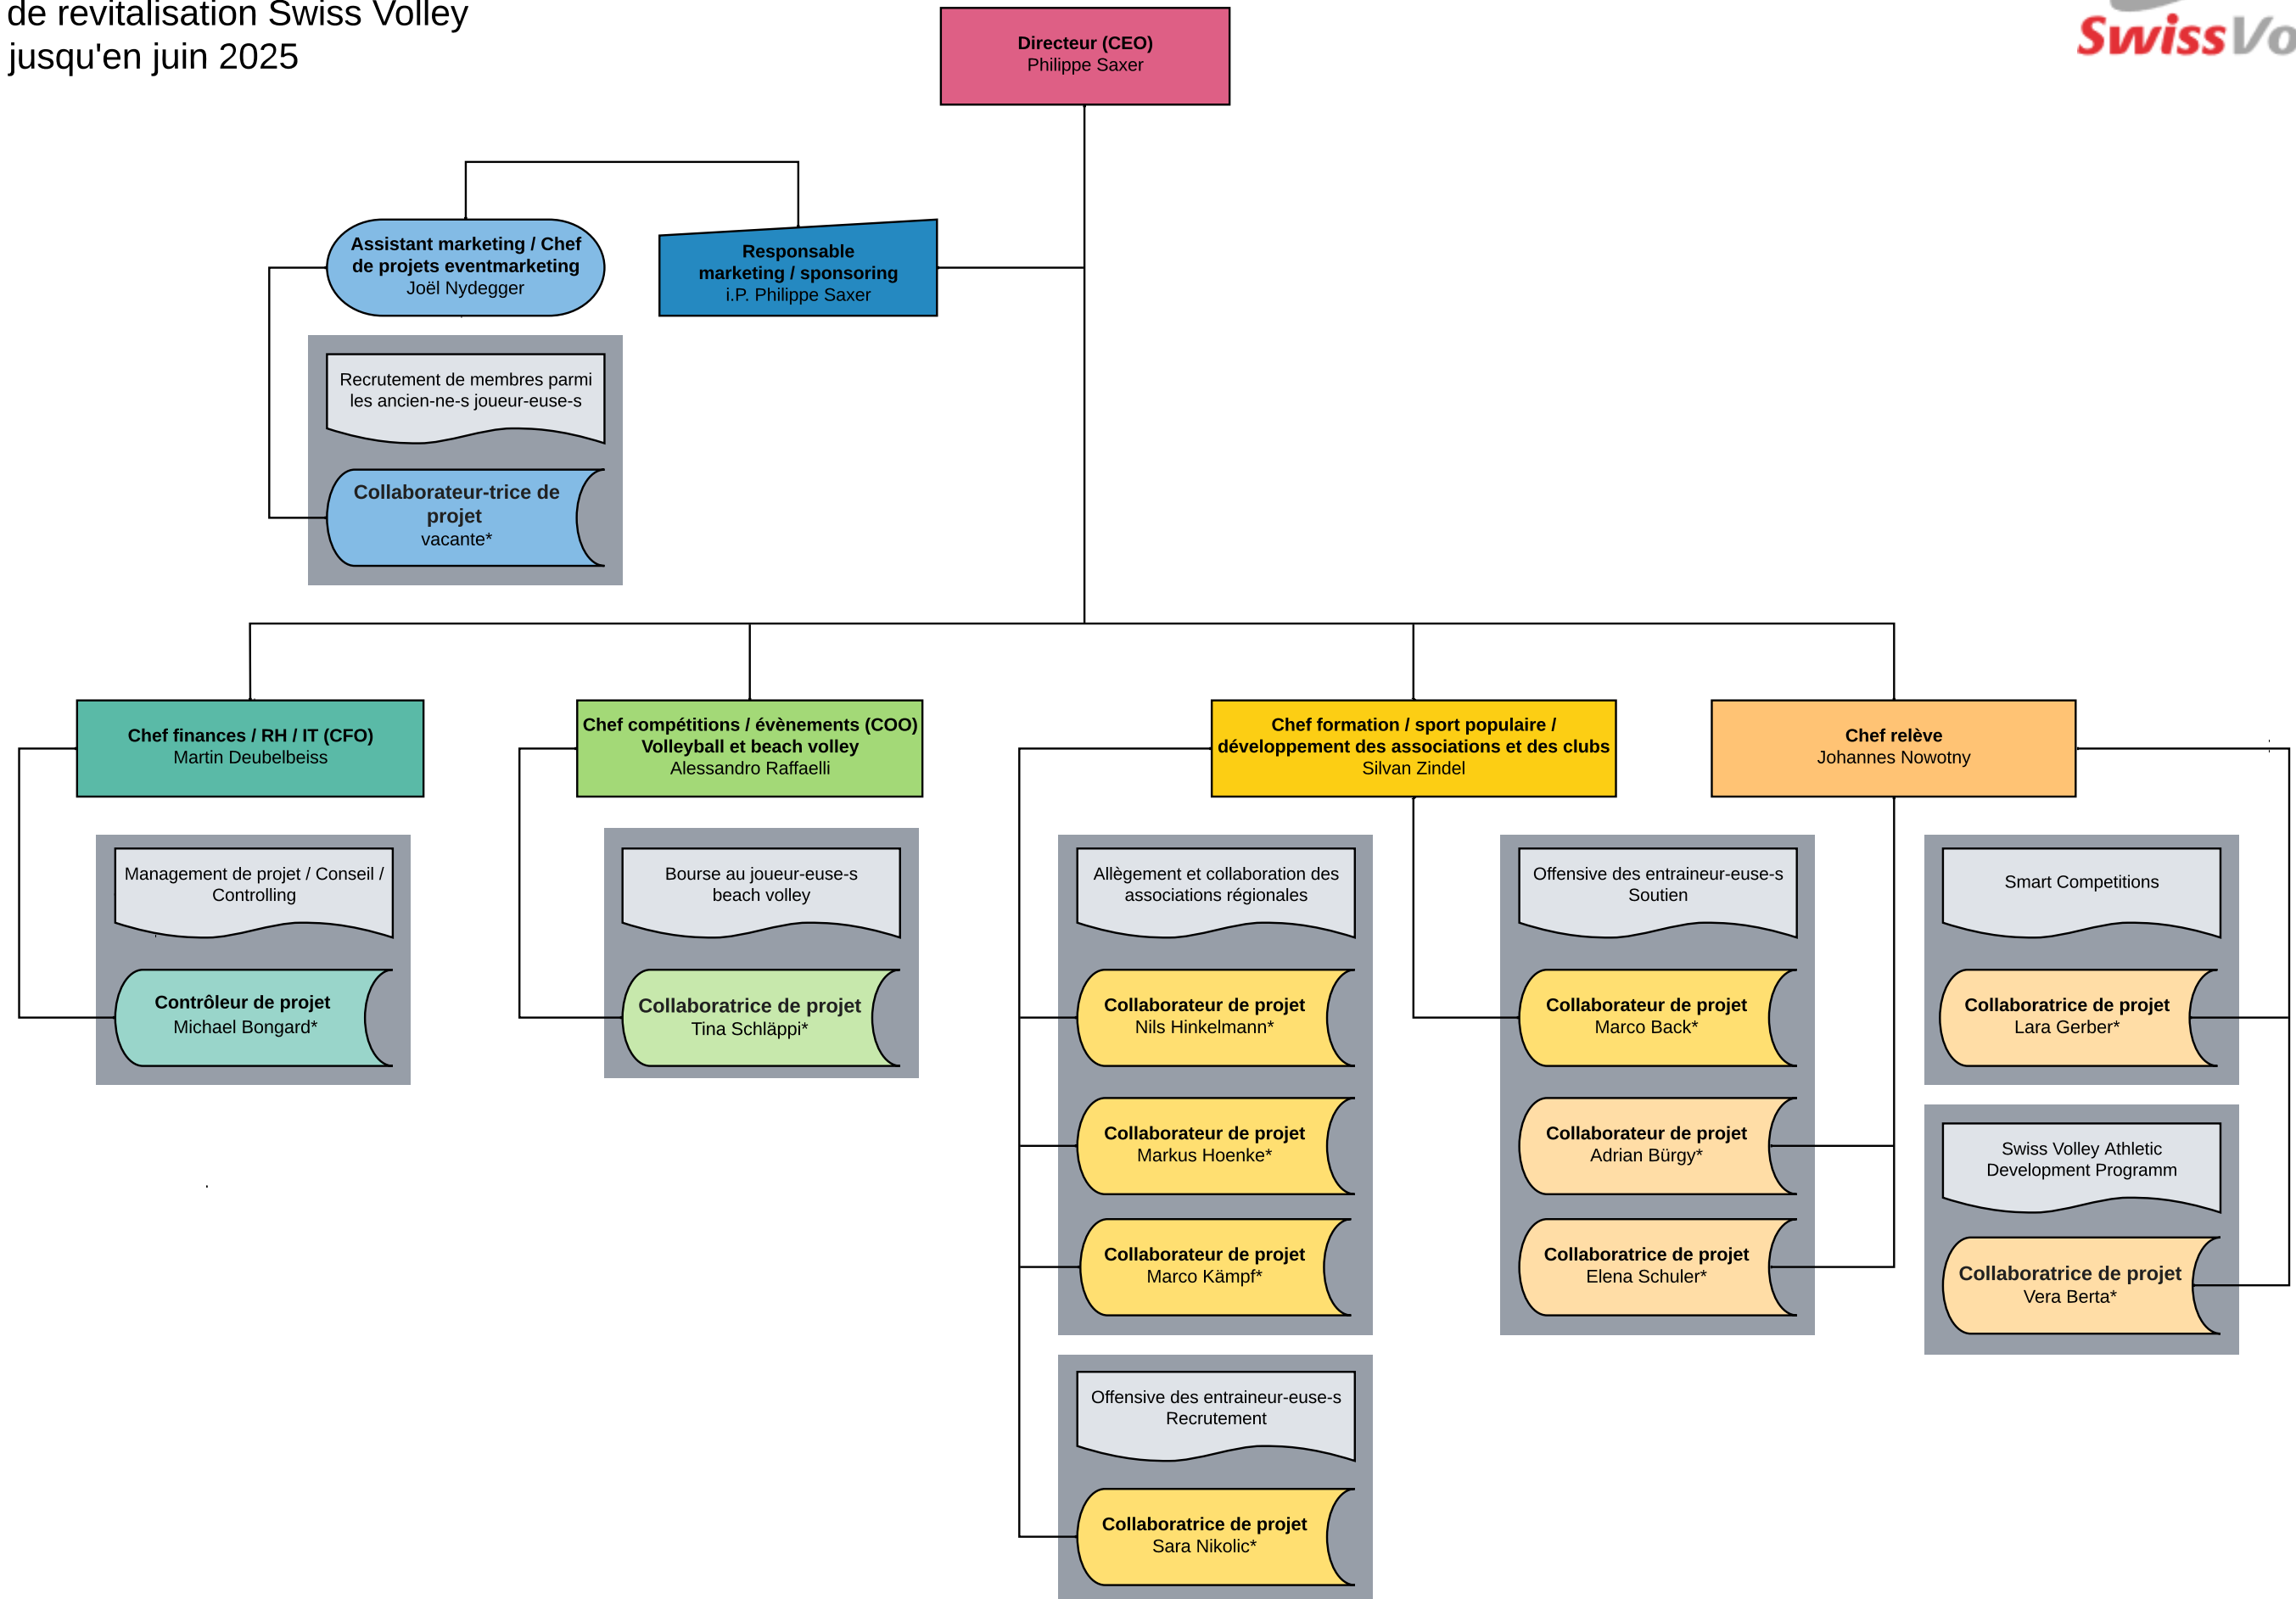 de revitalisation Swiss Volley
jusqu'en juin 2025
SwissVo
Directeur (CEO)
Philippe Saxer
Assistant marketing / Chef
de projets eventmarketing
Joël Nydegger
Responsable
marketing / sponsoring
i.P. Philippe Saxer
Recrutement de membres parmi
les ancien-ne-s joueur-euse-s
Collaborateur-trice de
projet
vacante*
Chef finances / RH / IT (CFO)
Martin Deubelbeiss
Chef compétitions / évènements (COO)
Volleyball et beach volley
Alessandro Raffaelli
Chef formation / sport populaire /
développement des associations et des clubs
Silvan Zindel
Chef relève
Johannes Nowotny
Management de projet / Conseil /
Controlling
Contrôleur de projet
Michael Bongard*
Bourse au joueur-euse-s
beach volley
Collaboratrice de projet
Tina Schläppi*
Allègement et collaboration des
associations régionales
Collaborateur de projet
Nils Hinkelmann*
Collaborateur de projet
Markus Hoenke*
Collaborateur de projet
Marco Kämpf*
Offensive des entraineur-euse-s
Recrutement
Collaboratrice de projet
Sara Nikolic*
Offensive des entraineur-euse-s
Soutien
Collaborateur de projet
Marco Back*
Collaborateur de projet
Adrian Bürgy*
Collaboratrice de projet
Elena Schuler*
Smart Competitions
Collaboratrice de projet
Lara Gerber*
Swiss Volley Athletic
Development Programm
Collaboratrice de projet
Vera Berta*